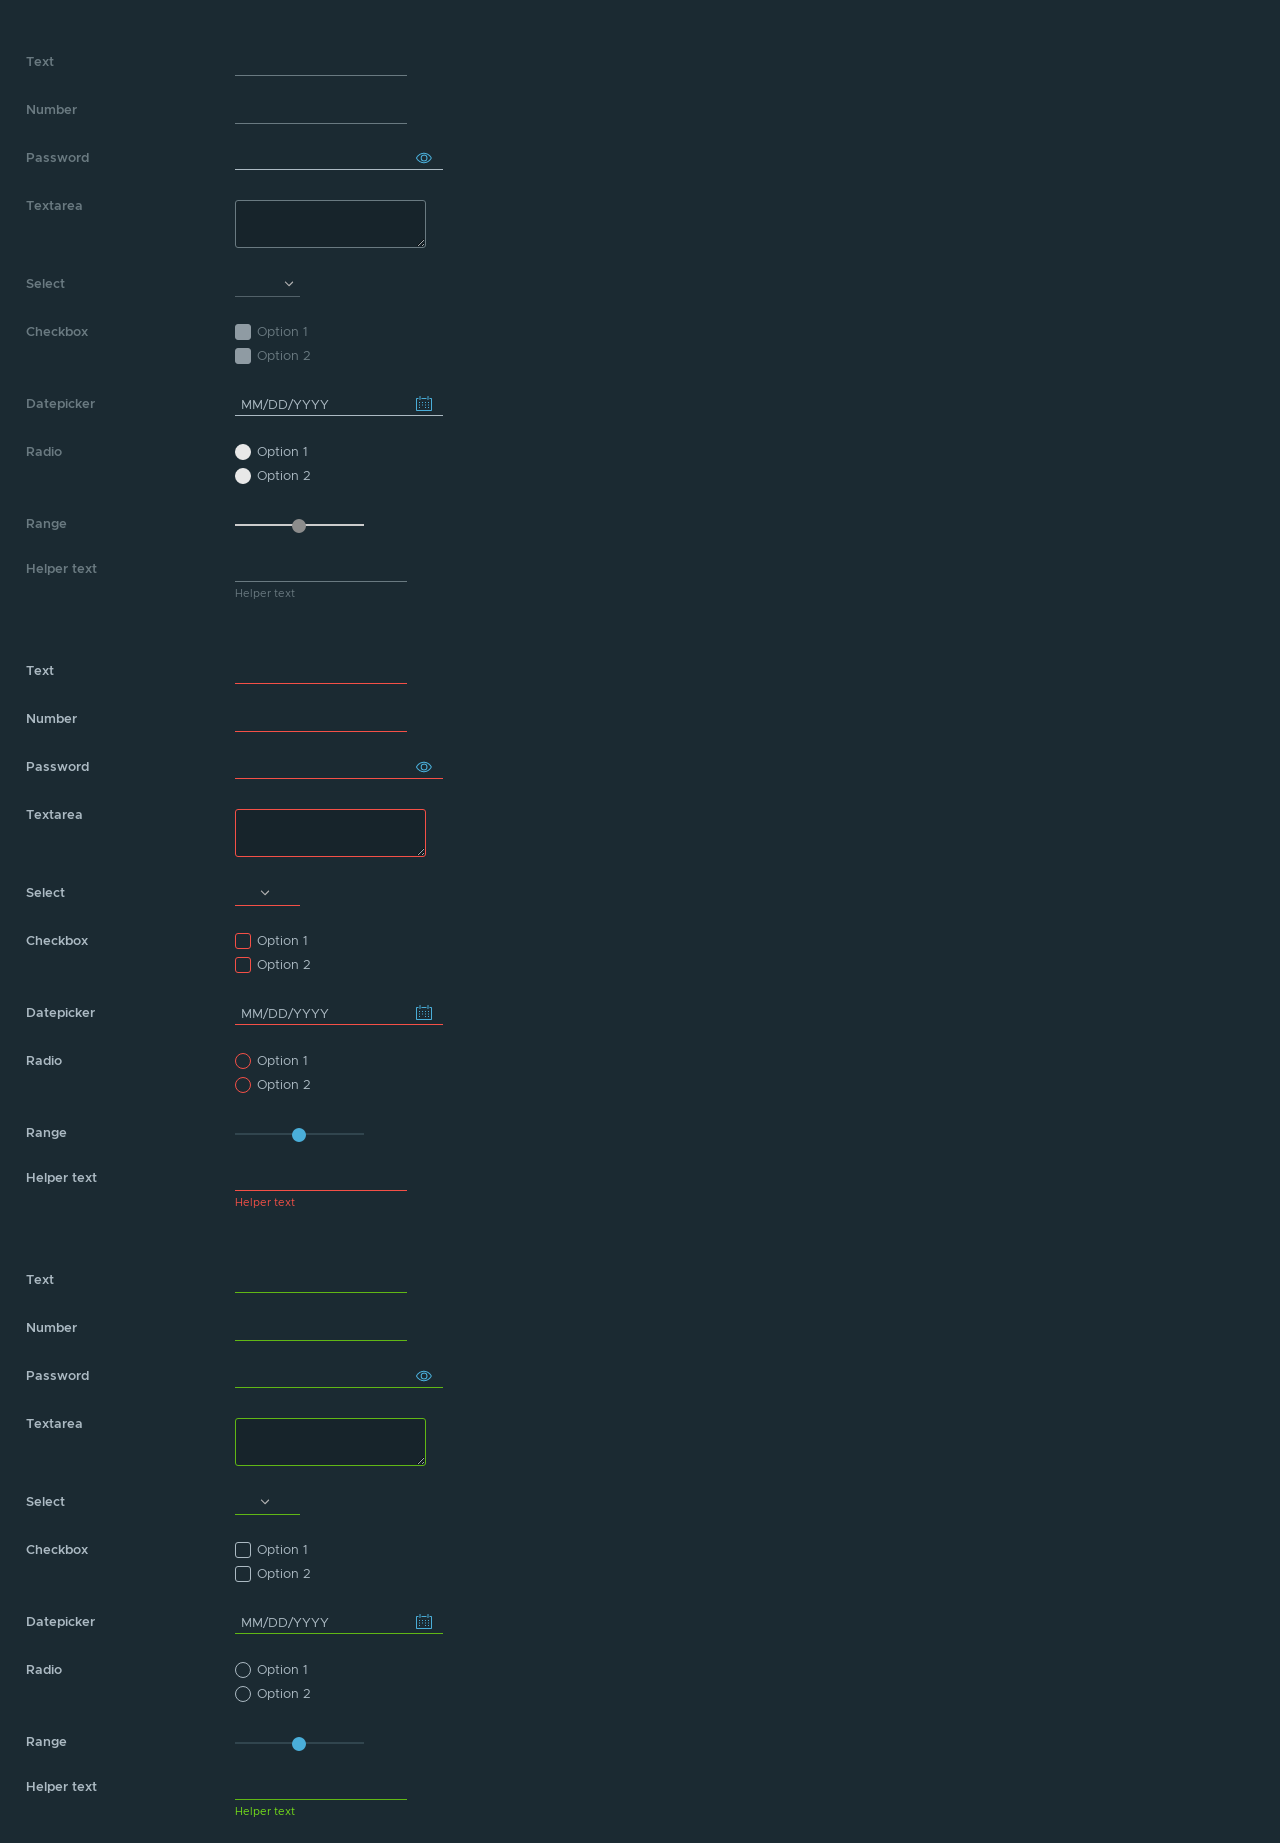 Text
Number
Password
Textarea
Select
Checkbox
Option 1
Option 2
Datepicker
MM/DD/YYYY
Radio
Option 1
Option 2
Range
Helper text
Helper text
Text
Number
Password
Textarea
Select
Checkbox
Option 1
Option 2
Datepicker
MM/DD/YYYY
Radio
Option 1
Option 2
Range
Helper text
Helper text
Text
Number
Password
Textarea
Select
Checkbox
Option 1
Option 2
Datepicker
MM/DD/YYYY
Radio
Option 1
Option 2
Range
Helper text
Helper text